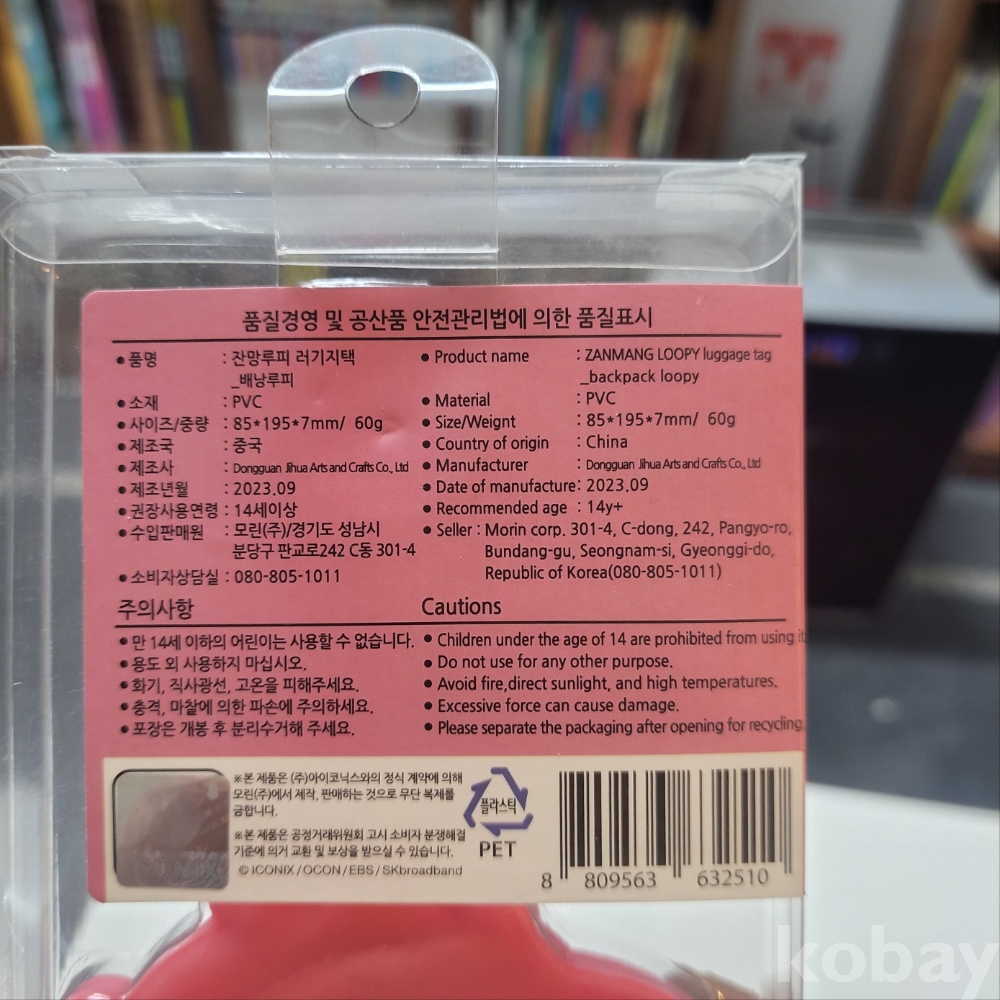 품질경영 및 공산품 안전관리법에 의한 품질표시
•품명 : 잔망루피 러기지택
_배낭루피
•소재 : PVC
•사이즈/중량 : 85*195*7mm/ 60g
•제조국 : 중국
•제조사 : Dongguan Jihua Arts and Crafts Co., Ltd
•제조년월 : 2023.09
•권장사용연령 : 14세이상
•수입판매원 : 모린(주)/경기도 성남시
분당구 판교로242 C동 301-4
•소비자상담실 : 080-805-1011
• Product name : ZANMANG LOOPY luggage tag
_backpack loopy
• Material : PVC
• Size/Weignt : 85*195*7mm/ 60g
• Country of origin : China
• Manufacturer : Dongguan Jihua Arts and Crafts Co., Ltd
• Date of manufacture: 2023.09
• Recommended age : 14y+
• Seller : Morin corp. 301-4, C-dong, 242, Pangyo-ro,
Bundang-gu, Seongnam-si, Gyeonggi-do,
Republic of Korea(080-805-1011)
주의사항
• 만 14세 이하의 어린이는 사용할 수 없습니다.
• 용도 외 사용하지 마십시오.
• 화기, 직사광선, 고온을 피해주세요.
• 충격, 마찰에 의한 파손에 주의하세요.
• 포장은 개봉 후 분리수거해 주세요.
Cautions
• Children under the age of 14 are prohibited from using it
• Do not use for any other purpose.
• Avoid fire,direct sunlight, and high temperatures.
• Excessive force can cause damage.
• Please separate the packaging after opening for recycling.
※본 제품은 (주)아이코닉스와의 정식 계약에 의해
모린(주)에서 제작, 판매하는 것으로 무단 복제를
금합니다.
※본 제품은 공정거래위원회 고시 소비자 분쟁해결
기준에 의거 교환 및 보상을 받으실 수 있습니다.
© ICONIX / OCON / EBS / SKbroadband
ICONIX
플라스틱
PET
8 809563 632510
kobay